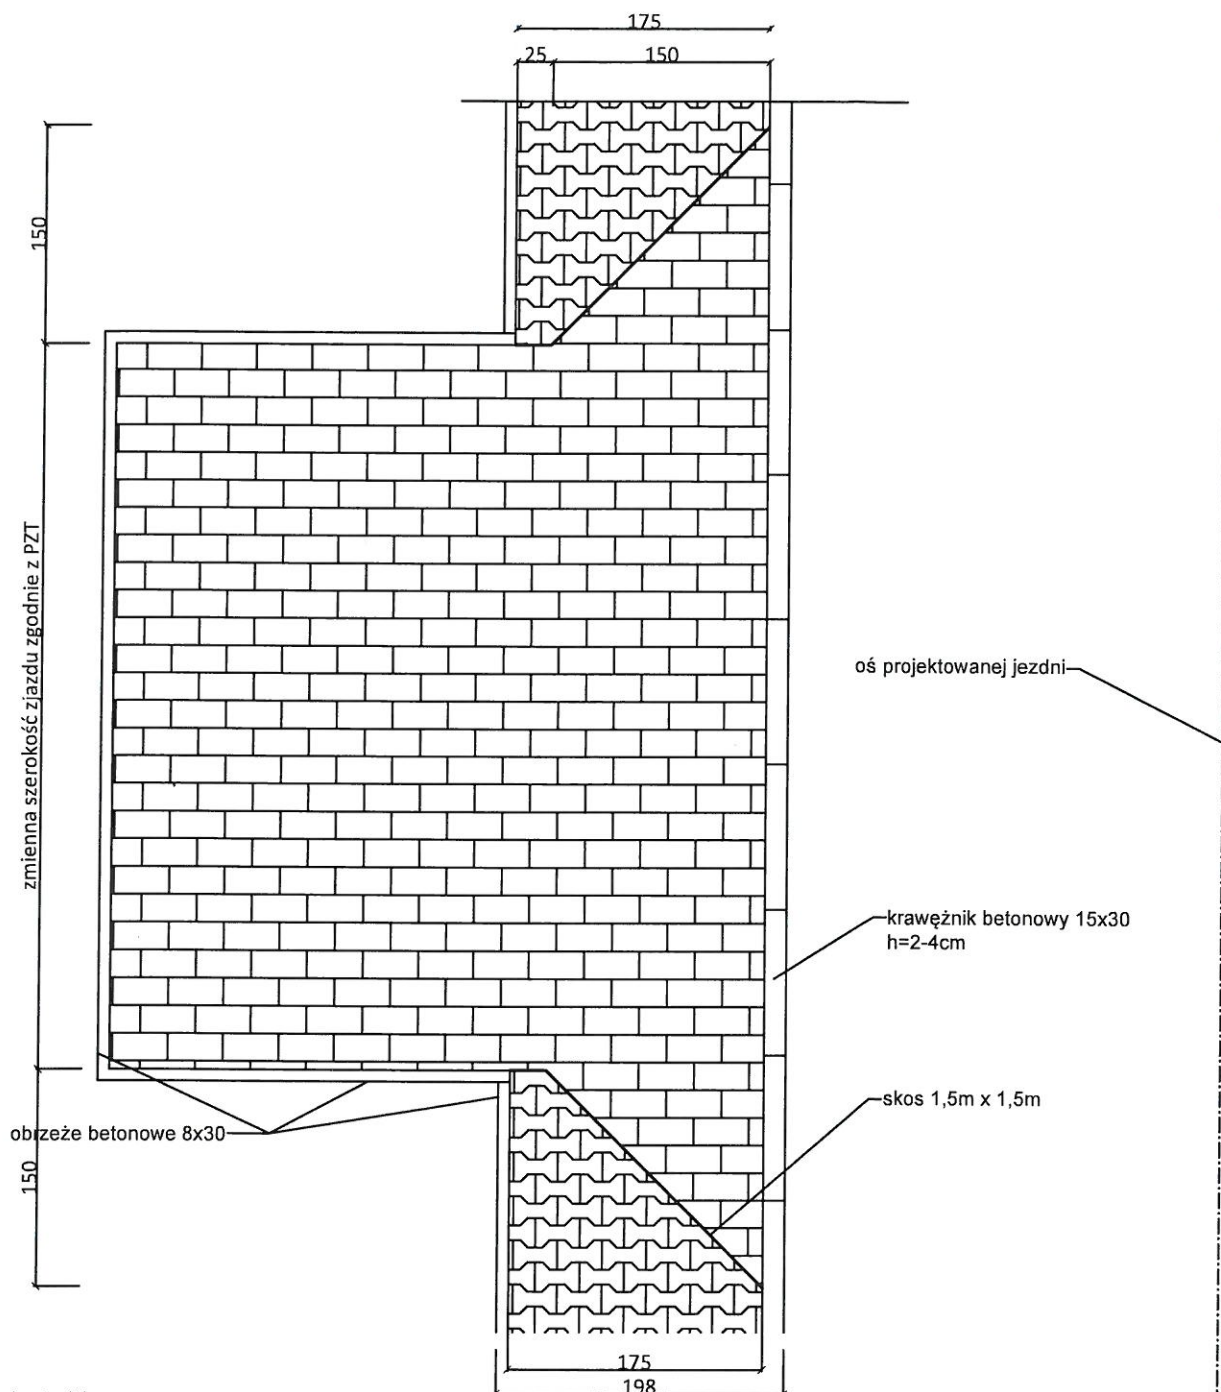 175
25
150
150
zmienna szerokość zjazdu zgodnie z PZT
oś projektowanej jezdni
krawężnik betonowy 15x30
h=2-4cm
skos 1,5m x 1,5m
obrzeże betonowe 8x30
150
175
198